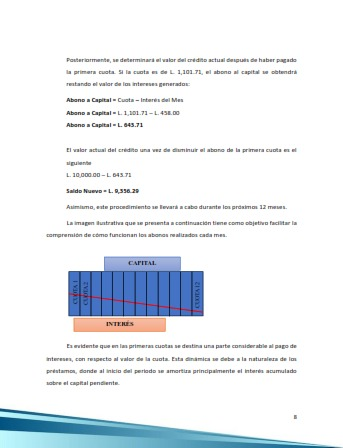 Posteriormente, se determinará el valor del crédito actual después de haber pagado
la primera cuota. Si la cuota es de L. 1,101.71, el abono al capital se obtendrá
restando el valor de los intereses generados:
Abono a Capital = Cuota – Interés del Mes
Abono a Capital = L. 1,101.71 – L. 458.00
Abono a Capital = L. 643.71
El valor actual del crédito una vez de disminuir el abono de la primera cuota es el
siguiente
L. 10,000.00 – L. 643.71
Saldo Nuevo = L. 9,356.29
Asimismo, este procedimiento se llevará a cabo durante los próximos 12 meses.
La imagen ilustrativa que se presenta a continuación tiene como objetivo facilitar la
comprensión de cómo funcionan los abonos realizados cada mes.
CAPITAL
CUOTA 1
CUOTA 2
CUOTA 12
INTERÉS
Es evidente que en las primeras cuotas se destina una parte considerable al pago de
intereses, con respecto al valor de la cuota. Esta dinámica se debe a la naturaleza de los
préstamos, donde al inicio del periodo se amortiza principalmente el interés acumulado
sobre el capital pendiente.
8